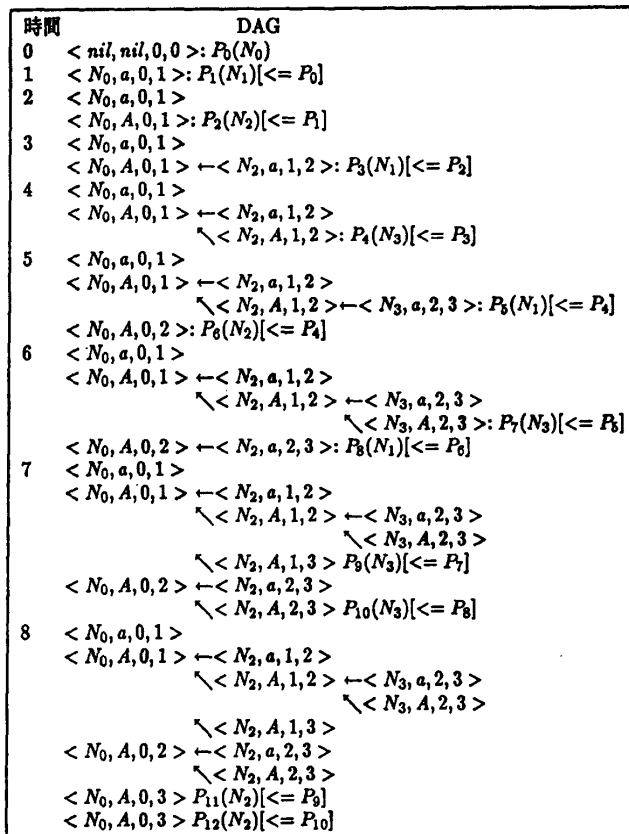 時間 DAG
0 < nil, nil, 0, 0 >: P₀(N₀)
1 < N₀, a, 0, 1 >: P₁(N₁)[<= P₀]
2 < N₀, a, 0, 1 >
< N₀, A, 0, 1 >: P₂(N₂)[<= P₁]
3 < N₀, a, 0, 1 >
< N₀, A, 0, 1 > ←< N₂, a, 1, 2 >: P₃(N₁)[<= P₂]
4 < N₀, a, 0, 1 >
< N₀, A, 0, 1 > ←< N₂, a, 1, 2 >
↖< N₂, A, 1, 2 >: P₄(N₃)[<= P₃]
5 < N₀, a, 0, 1 >
< N₀, A, 0, 1 > ←< N₂, a, 1, 2 >
↖< N₂, A, 1, 2 >←< N₃, a, 2, 3 >: P₅(N₁)[<= P₄]
< N₀, A, 0, 2 >: P₆(N₂)[<= P₄]
6 < N₀, a, 0, 1 >
< N₀, A, 0, 1 > ←< N₂, a, 1, 2 >
↖< N₂, A, 1, 2 > ←< N₃, a, 2, 3 >
↖< N₃, A, 2, 3 >: P₇(N₃)[<= P₅]
< N₀, A, 0, 2 > ←< N₂, a, 2, 3 >: P₈(N₁)[<= P₆]
7 < N₀, a, 0, 1 >
< N₀, A, 0, 1 > ←< N₂, a, 1, 2 >
↖< N₂, A, 1, 2 > ←< N₃, a, 2, 3 >
↖< N₃, A, 2, 3 >
↖< N₂, A, 1, 3 > P₉(N₃)[<= P₇]
< N₀, A, 0, 2 > ←< N₂, a, 2, 3 >
↖< N₂, A, 2, 3 > P₁₀(N₃)[<= P₈]
8 < N₀, a, 0, 1 >
< N₀, A, 0, 1 > ←< N₂, a, 1, 2 >
↖< N₂, A, 1, 2 > ←< N₃, a, 2, 3 >
↖< N₃, A, 2, 3 >
↖< N₂, A, 1, 3 >
< N₀, A, 0, 2 > ←< N₂, a, 2, 3 >
↖< N₂, A, 2, 3 >
< N₀, A, 0, 3 > P₁₁(N₂)[<= P₉]
< N₀, A, 0, 3 > P₁₂(N₂)[<= P₁₀]